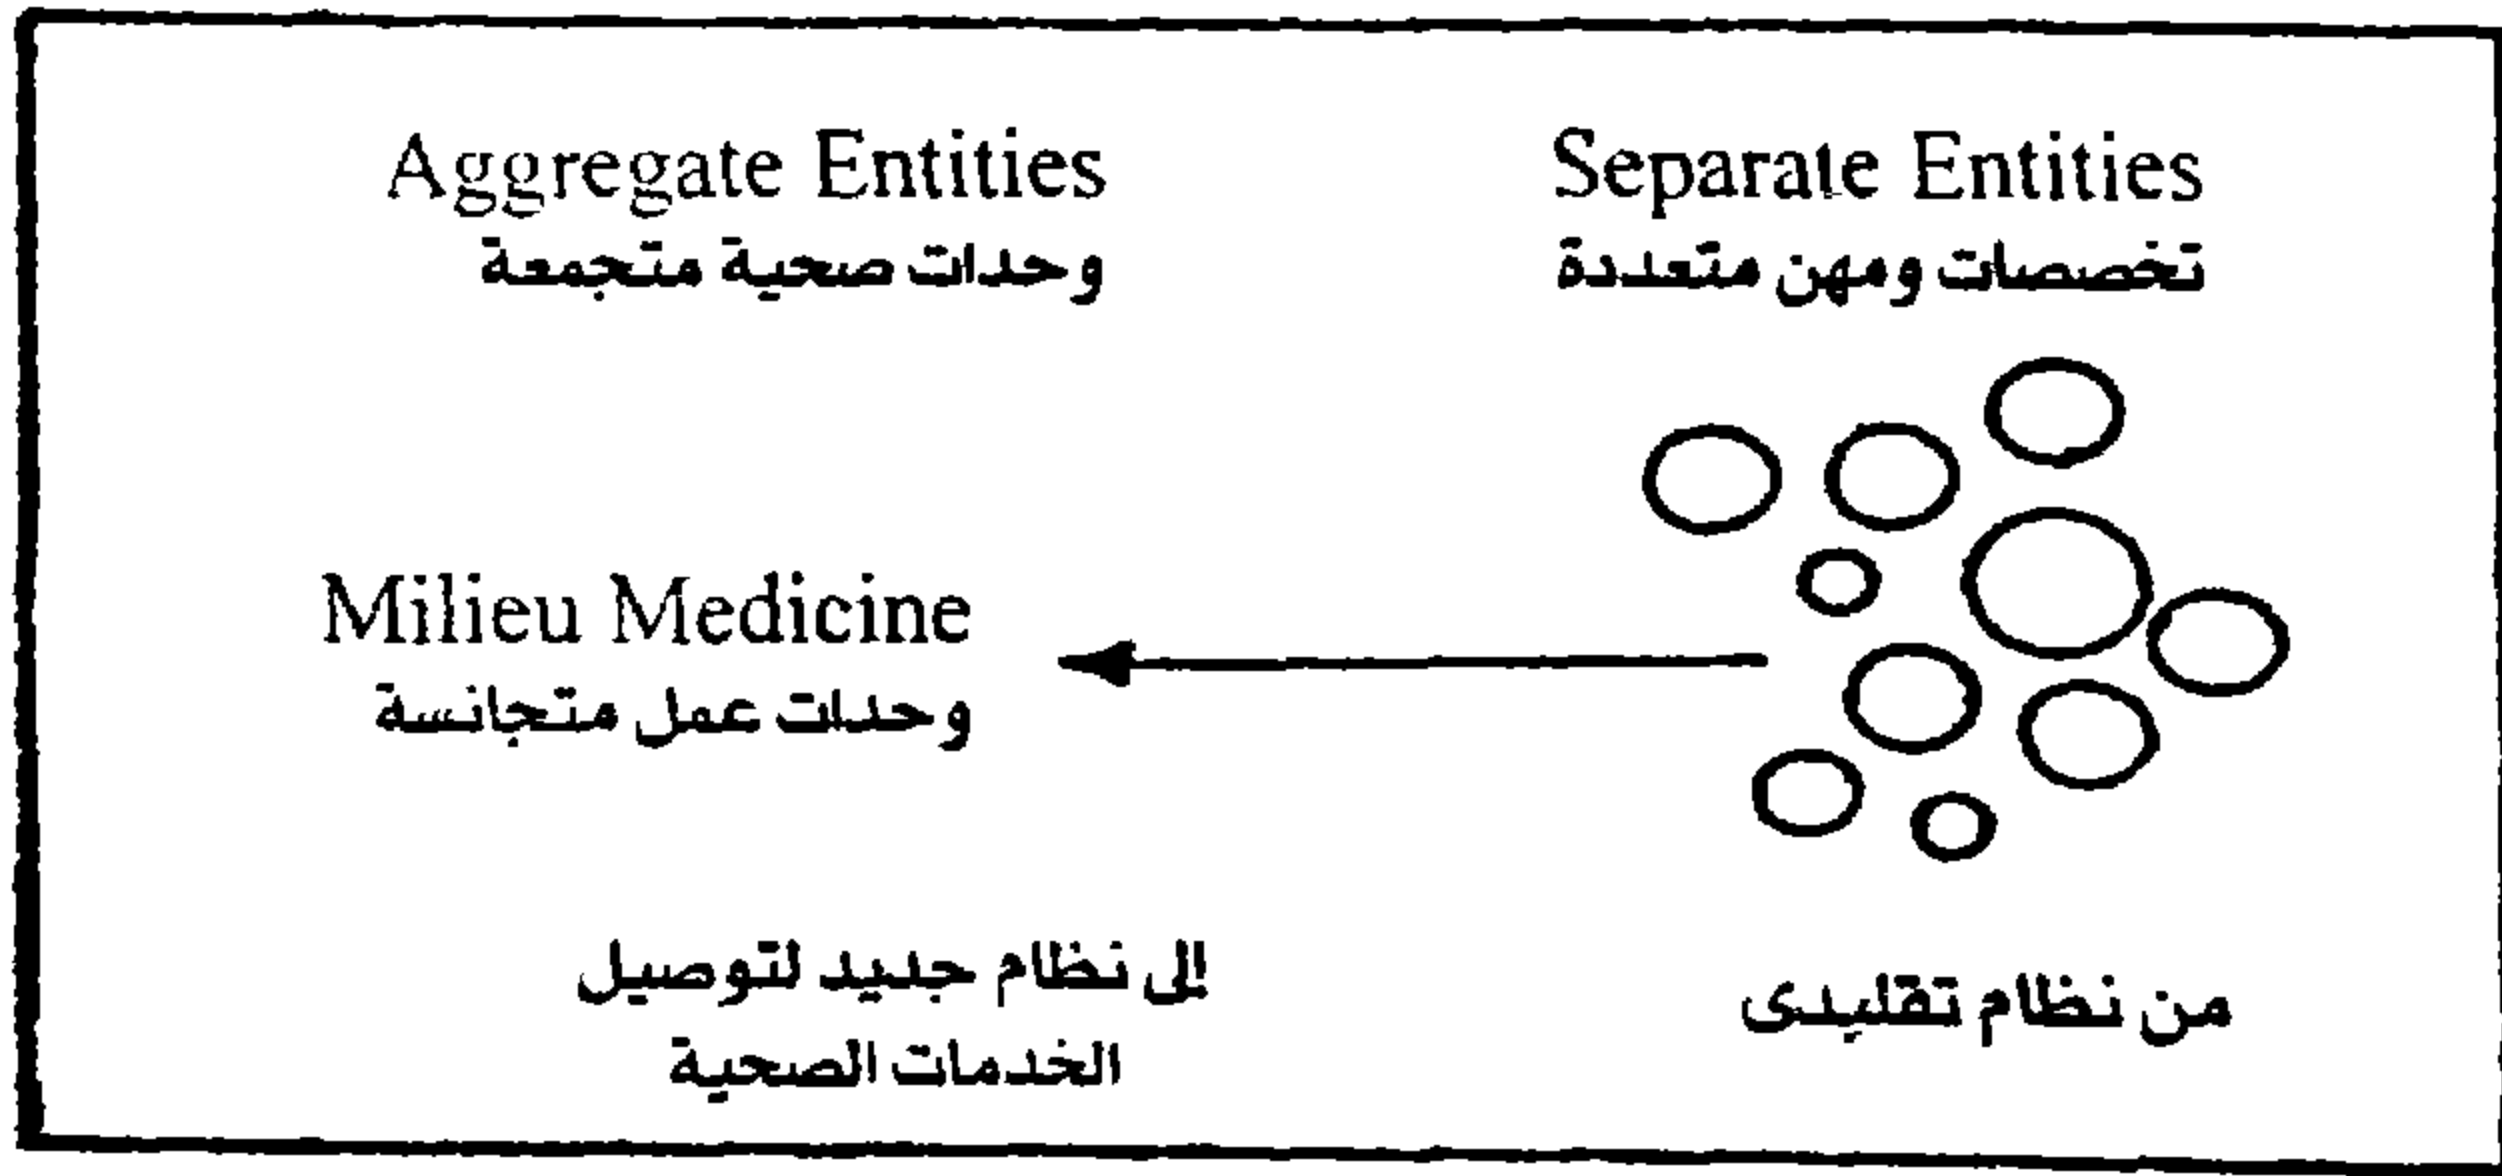 Separate Entities
تخصصات ومهن متعددة
من نظام تقليدى
Aggregate Entities
وحدات صحية متجمعة
Milieu Medicine
وحدات عمل متجانسة
إلى نظام جديد لتوصيل
الخدمات الصحية